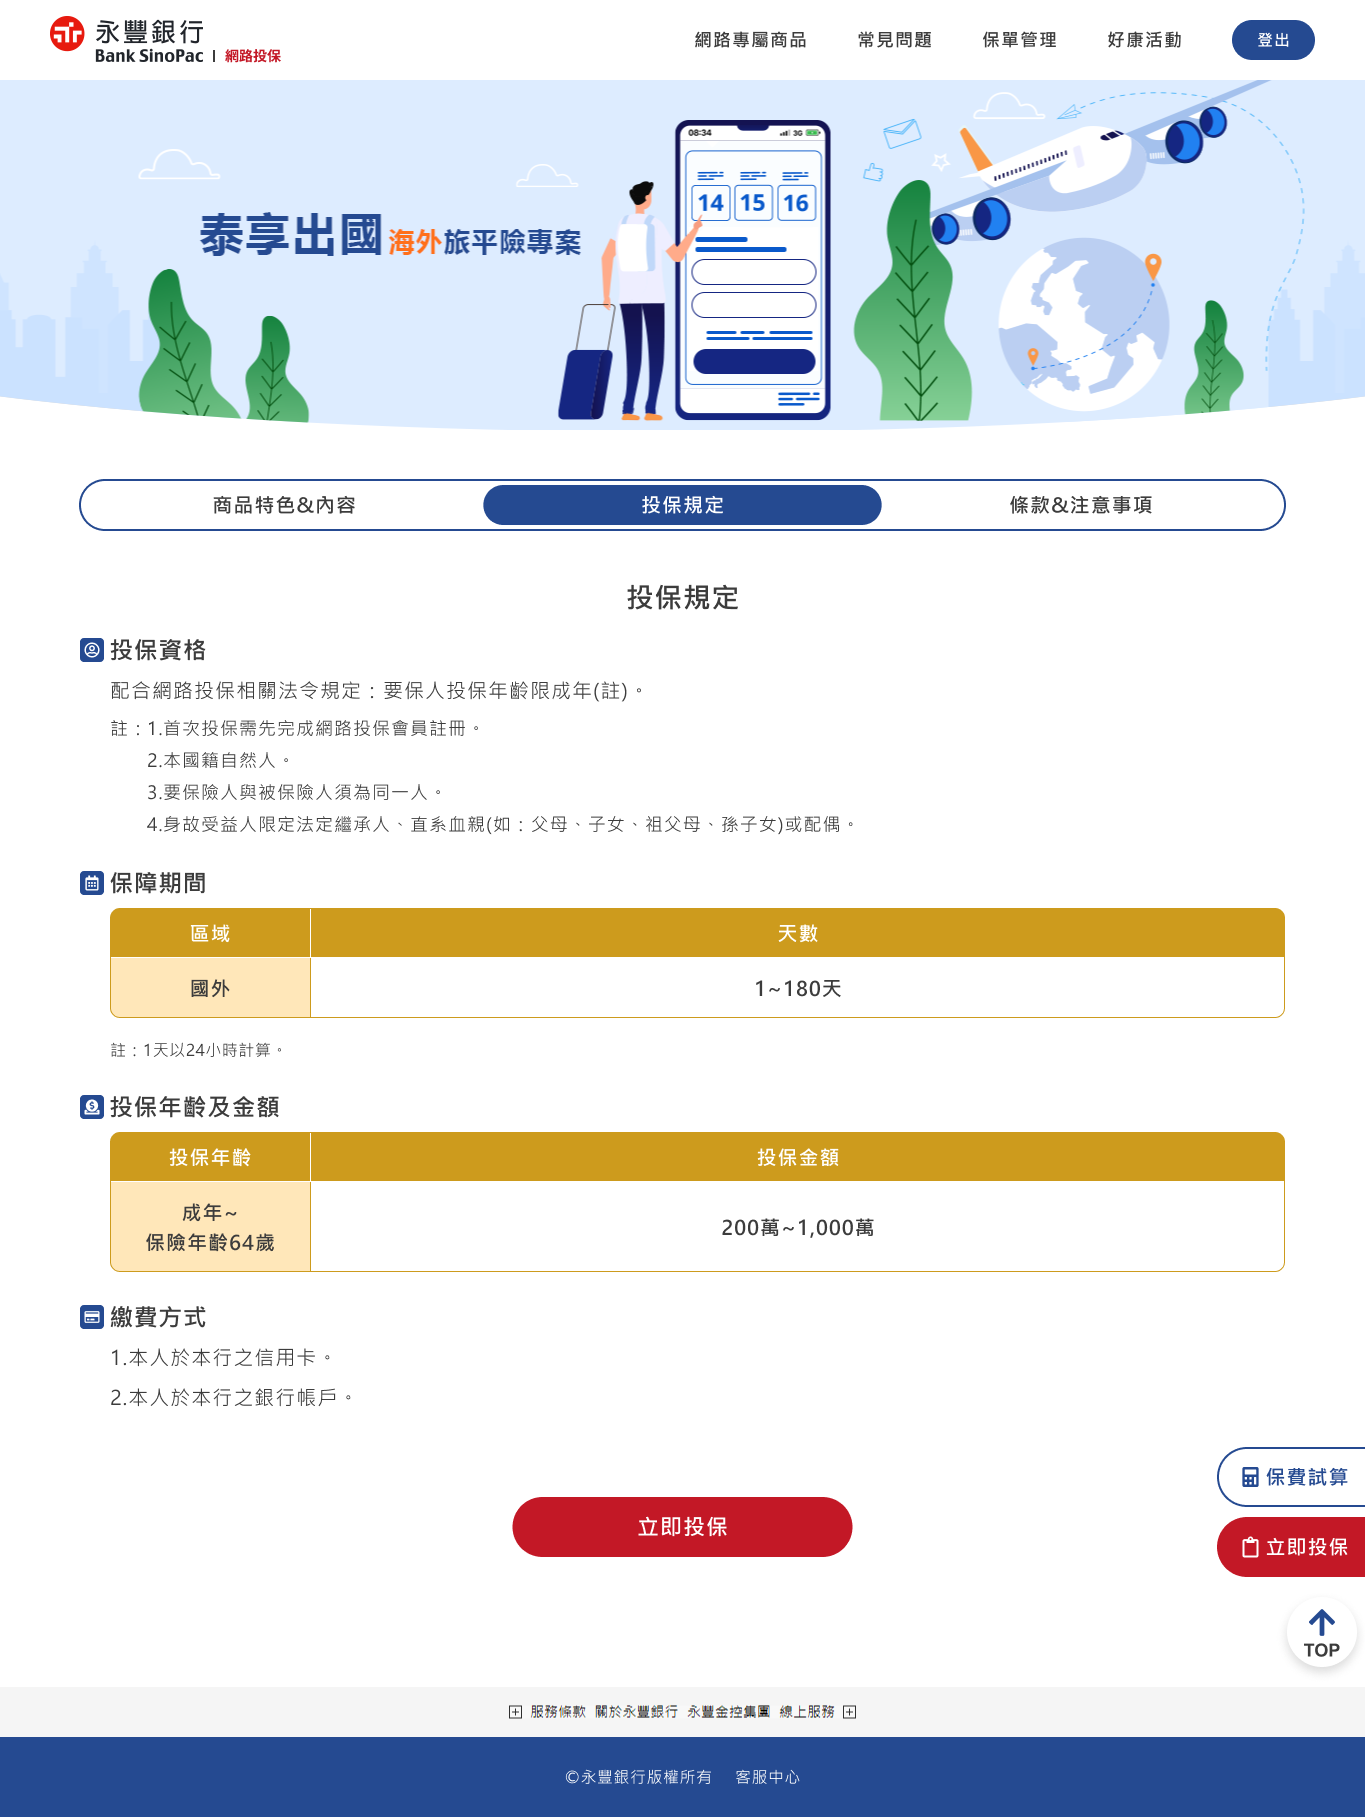 永豐銀行
Bank SinoPac | 網路投保
網路專屬商品
常見問題
保單管理
好康活動
登出
08:34
3G
泰享出國 海外旅平險專案
14 15 16
商品特色&內容
投保規定
條款&注意事項
投保規定
投保資格
配合網路投保相關法令規定：要保人投保年齡限成年(註)。
註：1.首次投保需先完成網路投保會員註冊。
2.本國籍自然人。
3.要保險人與被保險人須為同一人。
4.身故受益人限定法定繼承人、直系血親(如：父母、子女、祖父母、孫子女)或配偶。
保障期間
區域 天數
國外 1~180天
註：1天以24小時計算。
投保年齡及金額
投保年齡 投保金額
成年~
保險年齡64歲
200萬~1,000萬
繳費方式
1.本人於本行之信用卡。
2.本人於本行之銀行帳戶。
保費試算
立即投保
立即投保
TOP
服務條款 關於永豐銀行 永豐金控集團 線上服務
©永豐銀行版權所有 客服中心